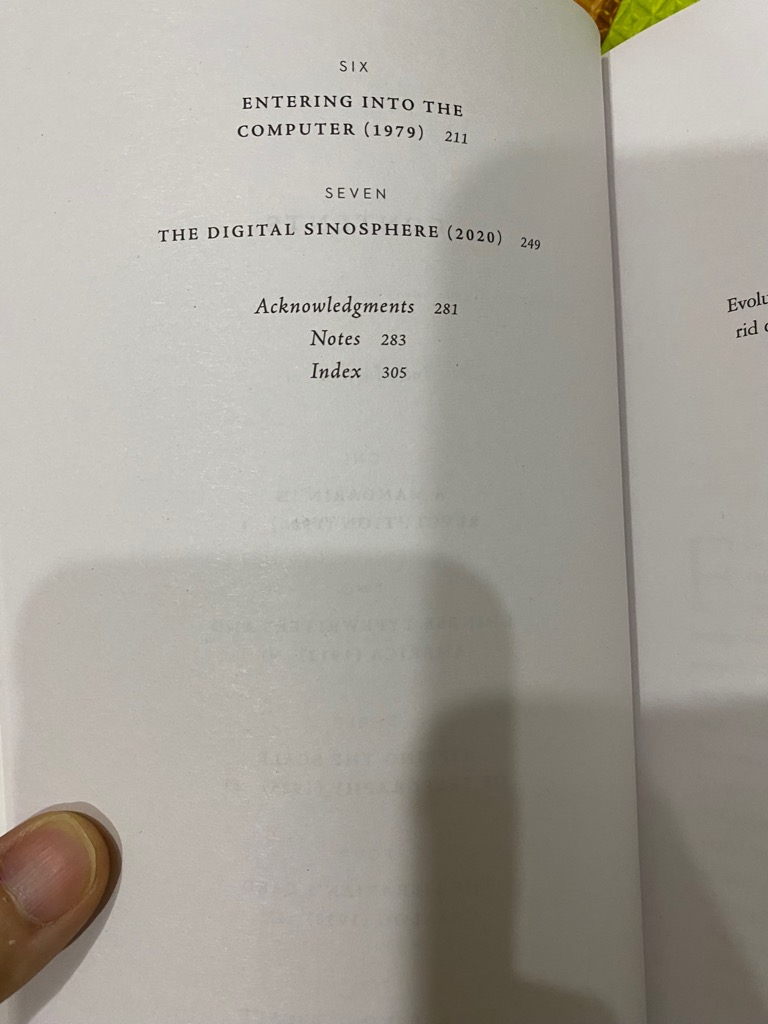 SIX
ENTERING INTO THE
COMPUTER (1979) 211
SEVEN
THE DIGITAL SINOSPHERE (2020) 249
Acknowledgments 281
Notes 283
Index 305
rid